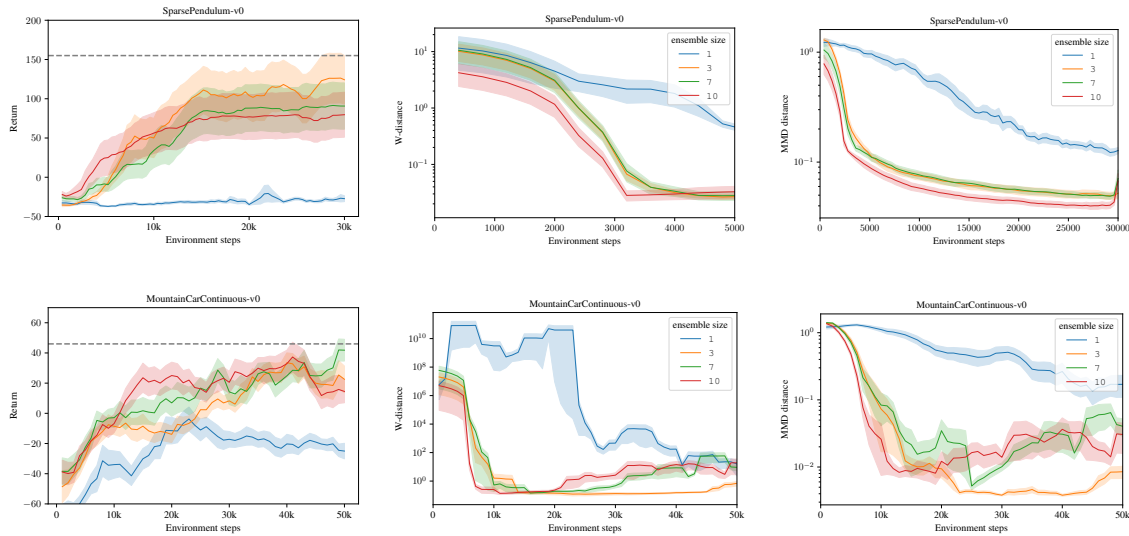 SparsePendulum-v0
200
150
100
50
0
−50
Return
0
10k
20k
30k
Environment steps
SparsePendulum-v0
10¹
10⁰
10⁻¹
W-distance
0
1000
2000
3000
4000
5000
Environment steps
ensemble size
1
3
7
10
SparsePendulum-v0
10⁰
10⁻¹
MMD distance
0
5000
10000
15000
20000
25000
30000
Environment steps
ensemble size
1
3
7
10
MountainCarContinuous-v0
60
40
20
0
−20
−40
−60
Return
0
10k
20k
30k
40k
50k
Environment steps
MountainCarContinuous-v0
10¹⁰
10⁸
10⁶
10⁴
10²
10⁰
W-distance
0
10k
20k
30k
40k
50k
Environment steps
ensemble size
1
3
7
10
MountainCarContinuous-v0
10⁰
10⁻¹
10⁻²
MMD distance
0
10k
20k
30k
40k
50k
Environment steps
ensemble size
1
3
7
10